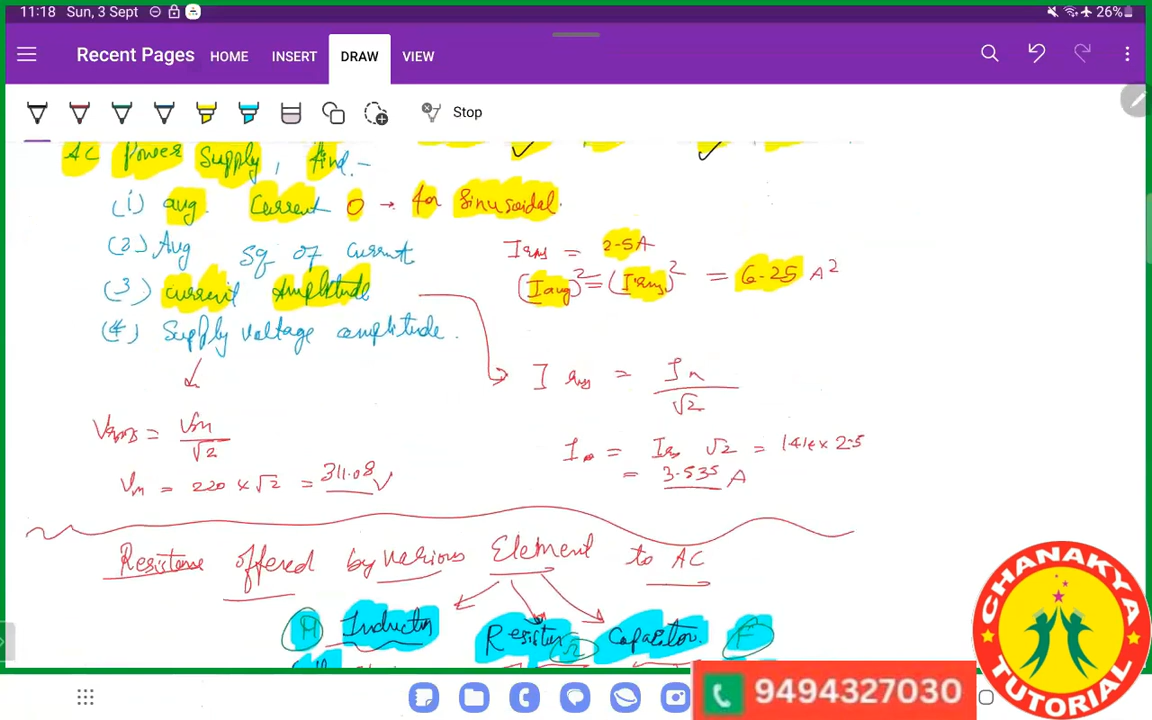 11:18 Sun, 3 Sept
26%
Recent Pages HOME INSERT DRAW VIEW
Stop
AC Power Supply, find.-
(1) avg. Current 0 → for Sinusoidal.
(2) Avg Sq of Current
Irms = 2.5A
(Iavg)² = (Irms)² = 6.25 A²
(3) current Amplitude
(4) Supply voltage amplitude.
I rms = Im/√2
Vrms = Vm/√2
Im = Irms √2 = 1.414 x 2.5
= 3.535 A
Vm = 220 x √2 = 311.08 V
Resistance offered by various Element to AC
H Inductor Resistor Ω Capacitor. F
9494327030
CHANAKYA
TUTORIAL